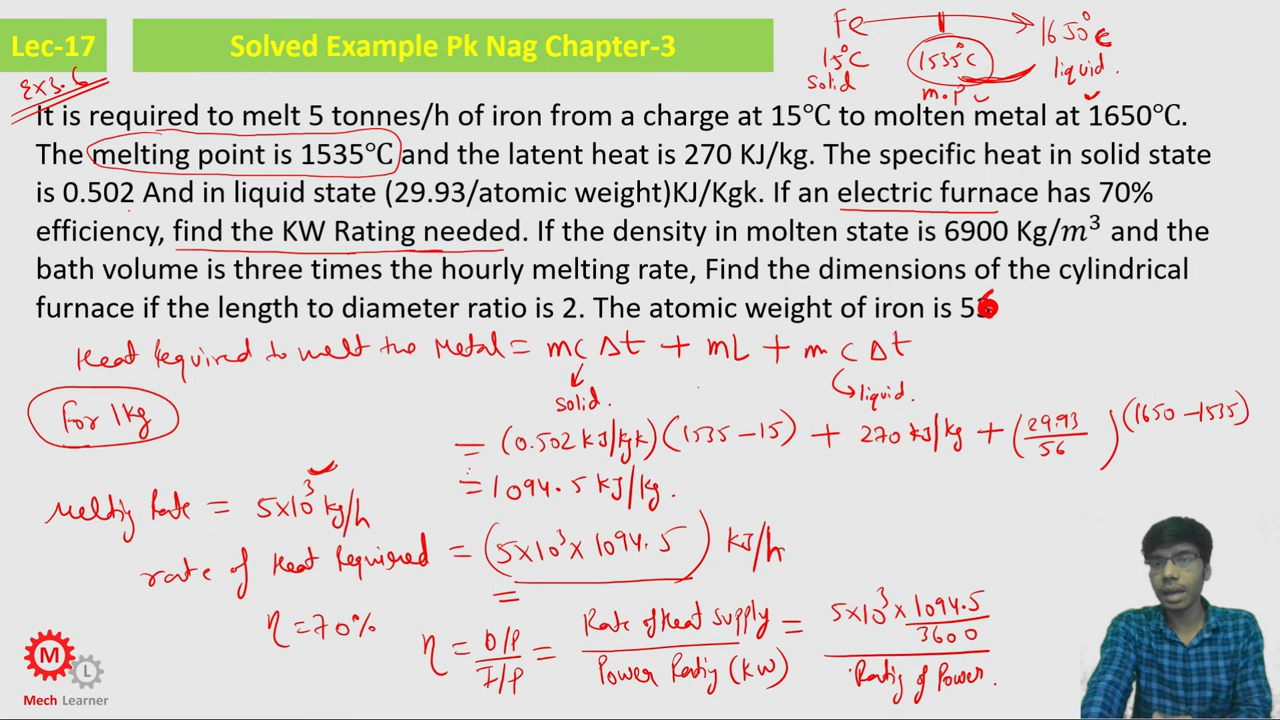 Lec-17
Solved Example Pk Nag Chapter-3
Fe
1650°C
15°C
1535°C
solid
liquid.
m.p
Ex3.6
It is required to melt 5 tonnes/h of iron from a charge at 15°C to molten metal at 1650°C.
The melting point is 1535°C and the latent heat is 270 KJ/kg. The specific heat in solid state
is 0.502 And in liquid state (29.93/atomic weight)KJ/Kgk. If an electric furnace has 70%
efficiency, find the KW Rating needed. If the density in molten state is 6900 Kg/m³ and the
bath volume is three times the hourly melting rate, Find the dimensions of the cylindrical
furnace if the length to diameter ratio is 2. The atomic weight of iron is 56
Heat Required to melt the Metal = mc Δt + mL + m c Δt
solid.
liquid.
For 1kg
= (0.502 kJ/kgk) (1535 - 15) + 270 kJ/kg + (29.93/56) (1650 - 1535)
= 1094.5 kJ/kg.
Meltig Rate = 5×10³ kg/h
rate of Heat Required = (5×10³×1094.5) kJ/h
=
η = 70%
η = O/P / I/P = Rate of Heat Supply / Power Ratig (kW) = 5×10³ × 1094.5/3600 / Ratig of Power.
M
L
Mech Learner